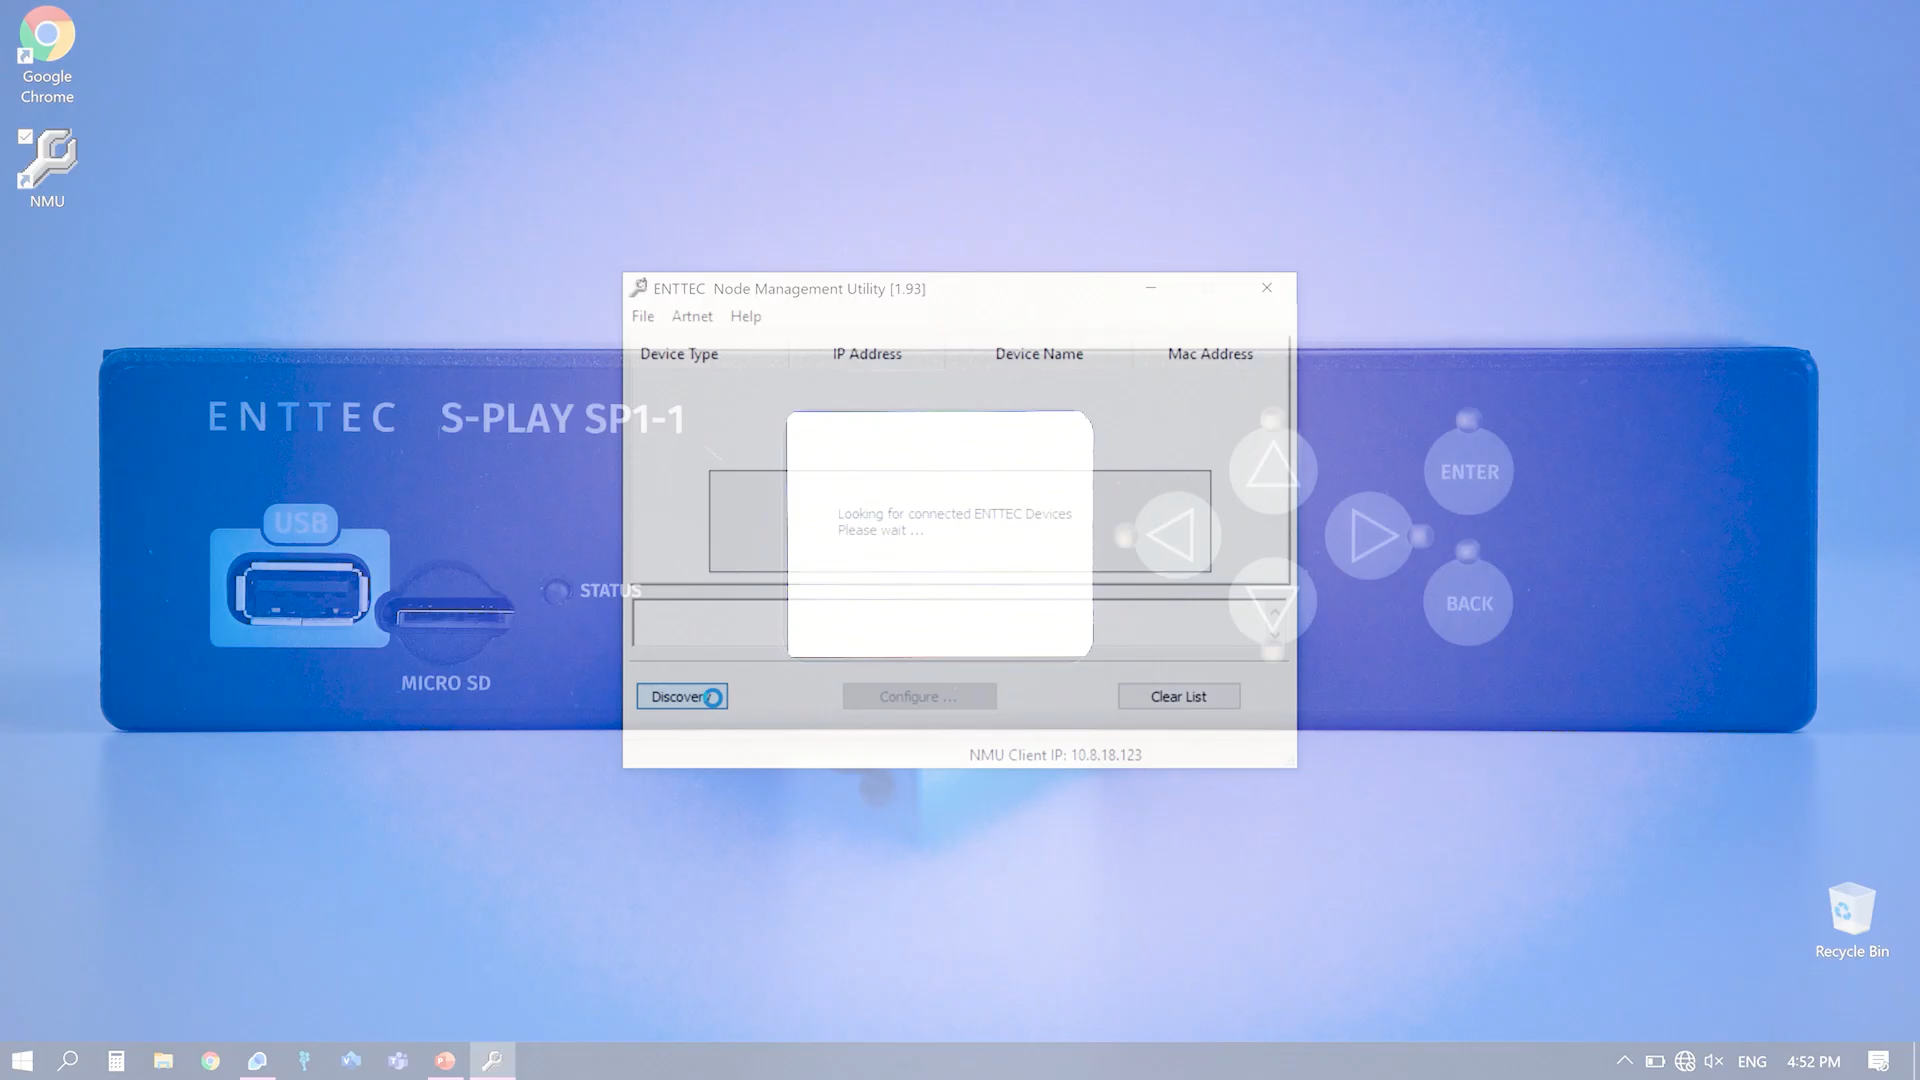 Google
Chrome
NMU
ENTTEC Node Management Utility [1.93]
File Artnet Help
Device Type IP Address Device Name Mac Address
ENTTEC S-PLAY SP1-1
ENTER
Looking for connected ENTTEC Devices
Please wait ...
USB
STATUS
BACK
MICRO SD
Discovery Configure ... Clear List
NMU Client IP: 10.8.18.123
Recycle Bin
ENG 4:52 PM